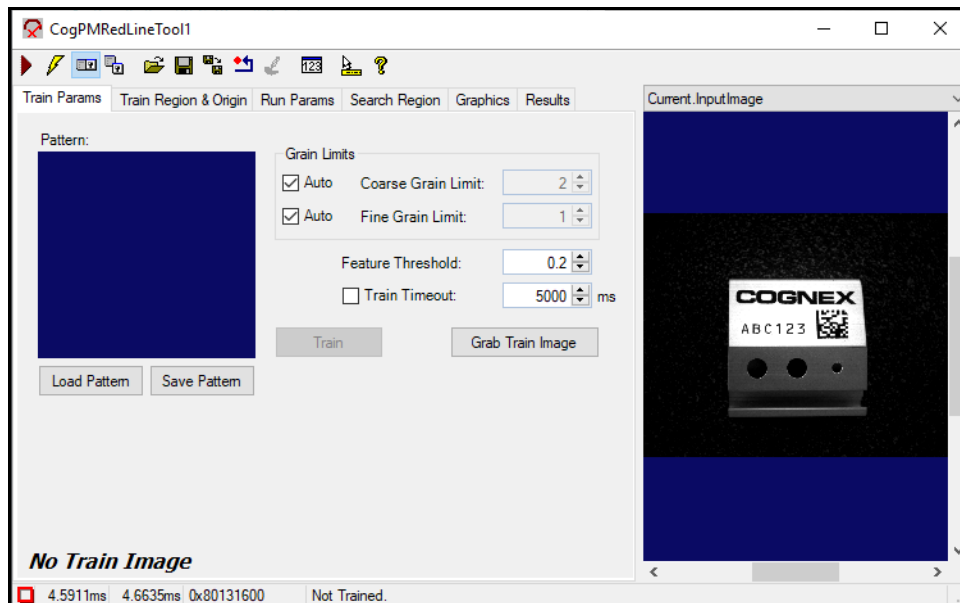 CogPMRedLineTool1
123
Train Params Train Region & Origin Run Params Search Region Graphics Results
Current.InputImage
Pattern:
Grain Limits
Auto Coarse Grain Limit: 2
Auto Fine Grain Limit: 1
Feature Threshold: 0.2
Train Timeout: 5000 ms
Train Grab Train Image
Load Pattern Save Pattern
COGNEX
ABC123
No Train Image
4.5911ms 4.6635ms 0x80131600 Not Trained.